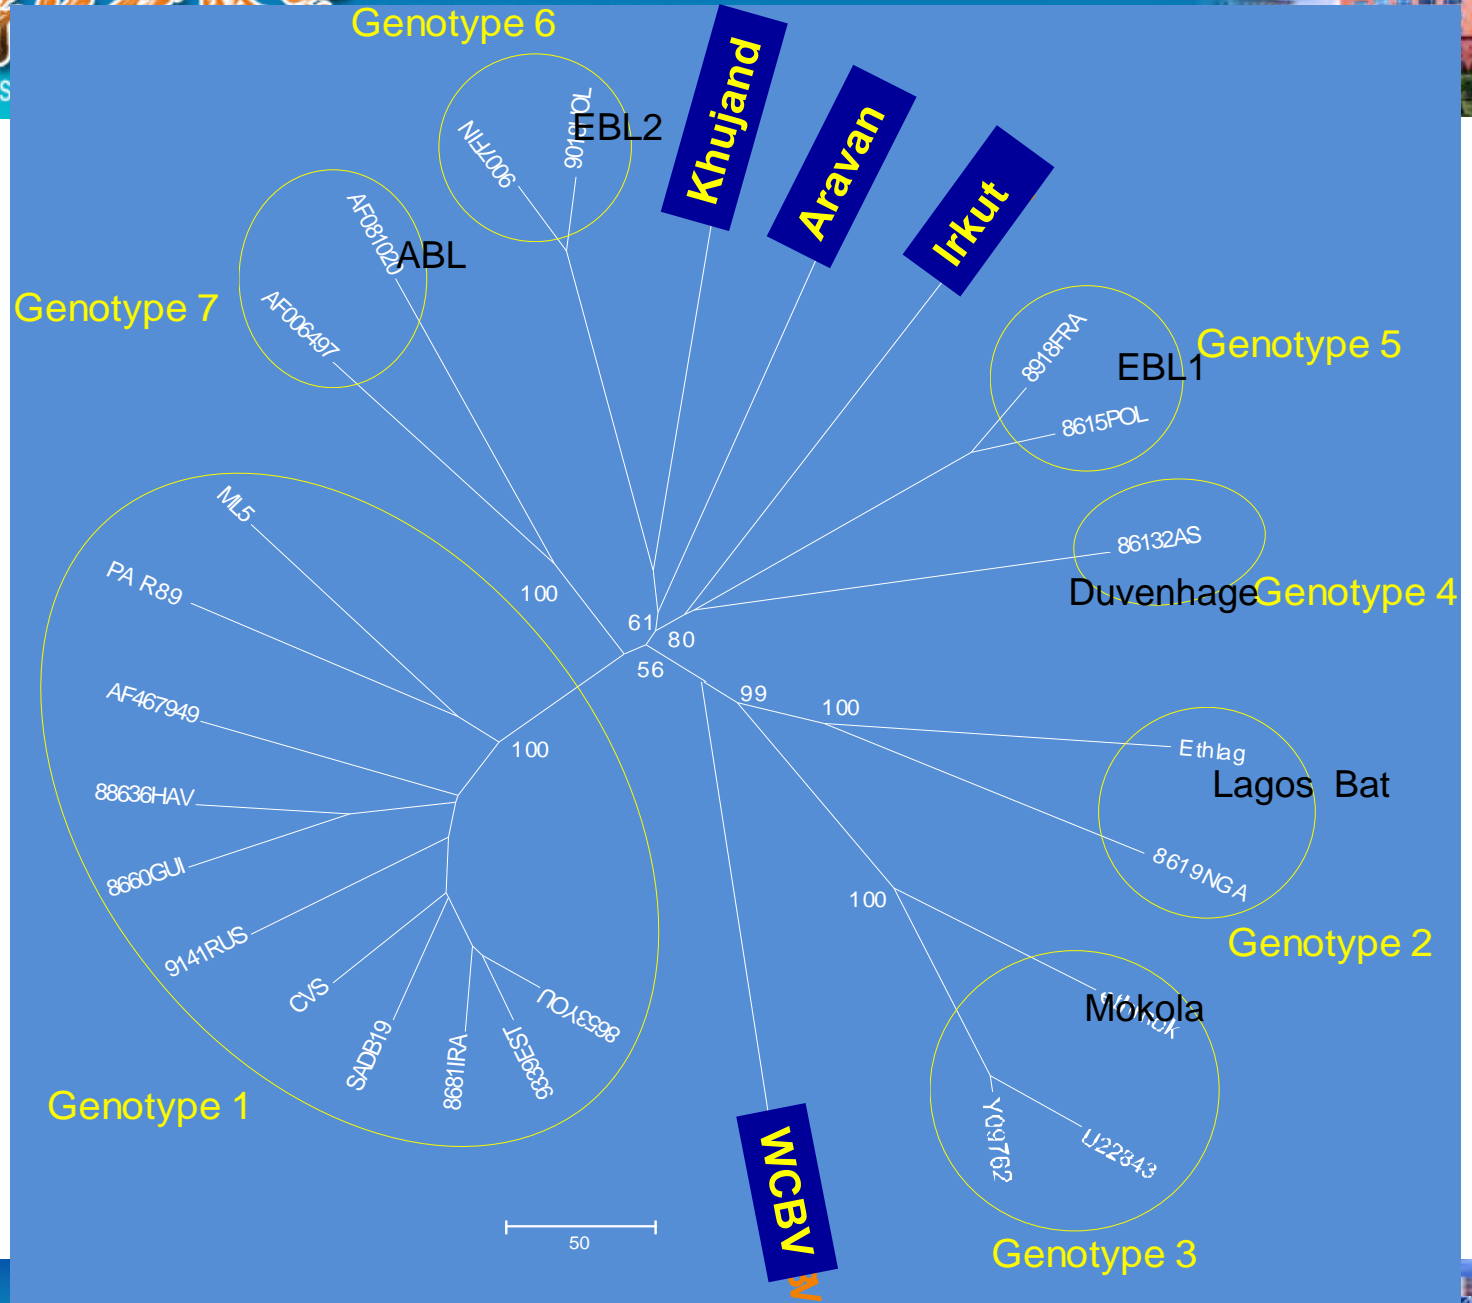 Genotype 6
Khujand
Aravan
Irkut
EBL2
9007FIN
ABL
AF081020
AF006497
Genotype 7
Genotype 5
EBL1
8918FRA
8615POL
86132AS
Duvenhage
Genotype 4
ML5
PA R89
AF467949
88636HAV
8660GUI
9141RUS
CVS
SADB19
8681IRA
9339EST
8653YOU
Genotype 1
100
61
80
56
99
100
100
100
Ethlag
Lagos Bat
8619NGA
Genotype 2
Mokola
Y09762
U22843
Genotype 3
WCBV
50